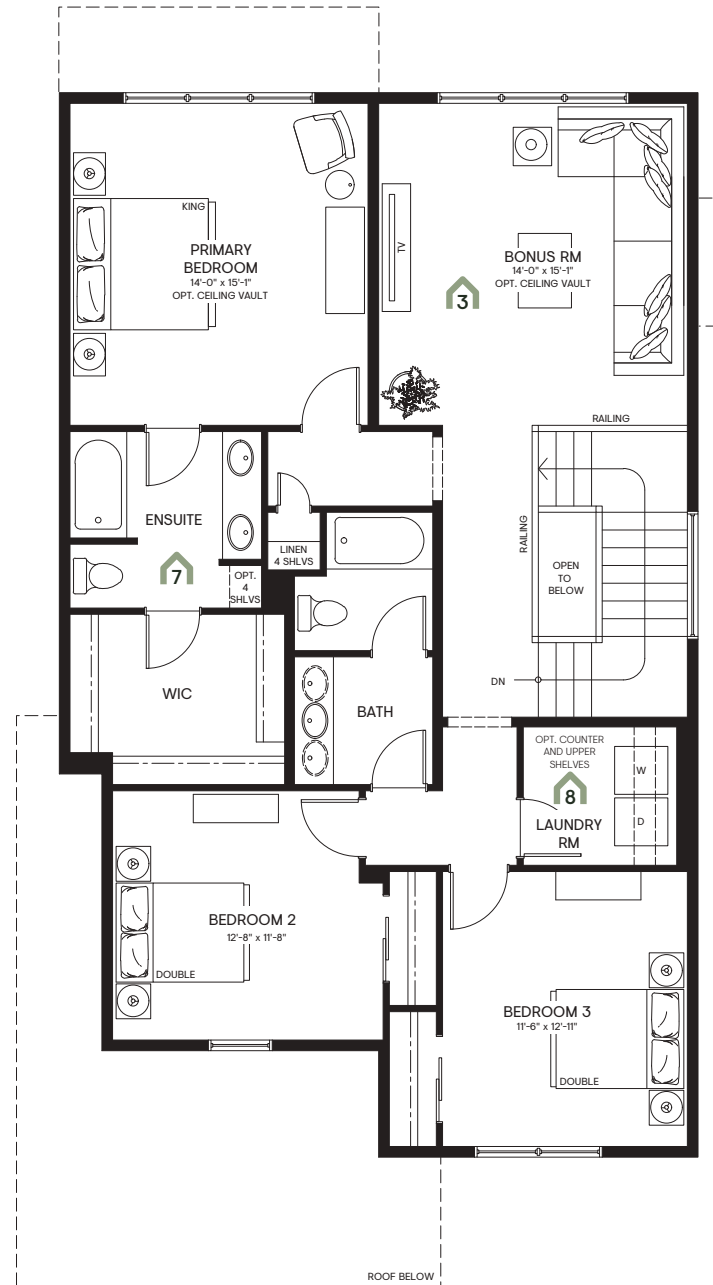 KING
PRIMARY
BEDROOM
14'-0" x 15'-1"
OPT. CEILING VAULT
TV
BONUS RM
14'-0" x 15'-1"
OPT. CEILING VAULT
3
RAILING
RAILING
OPEN
TO
BELOW
DN
ENSUITE
7
LINEN
4 SHLVS
OPT.
4
SHLVS
WIC
BATH
OPT. COUNTER
AND UPPER
SHELVES
8
LAUNDRY
RM
W
D
BEDROOM 2
12'-8" x 11'-8"
DOUBLE
BEDROOM 3
11'-6" x 12'-11"
DOUBLE
ROOF BELOW